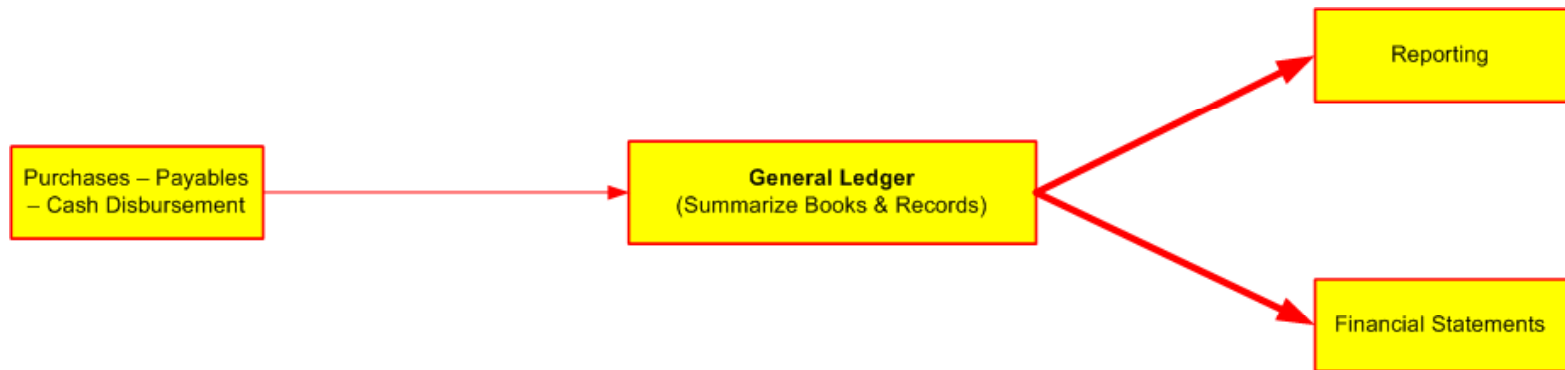 Reporting
Purchases – Payables
– Cash Disbursement
General Ledger
(Summarize Books & Records)
Financial Statements